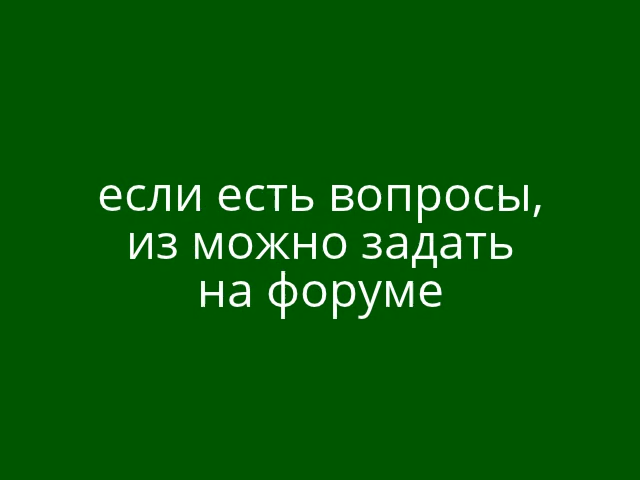 если есть вопросы,
из можно задать
на форуме